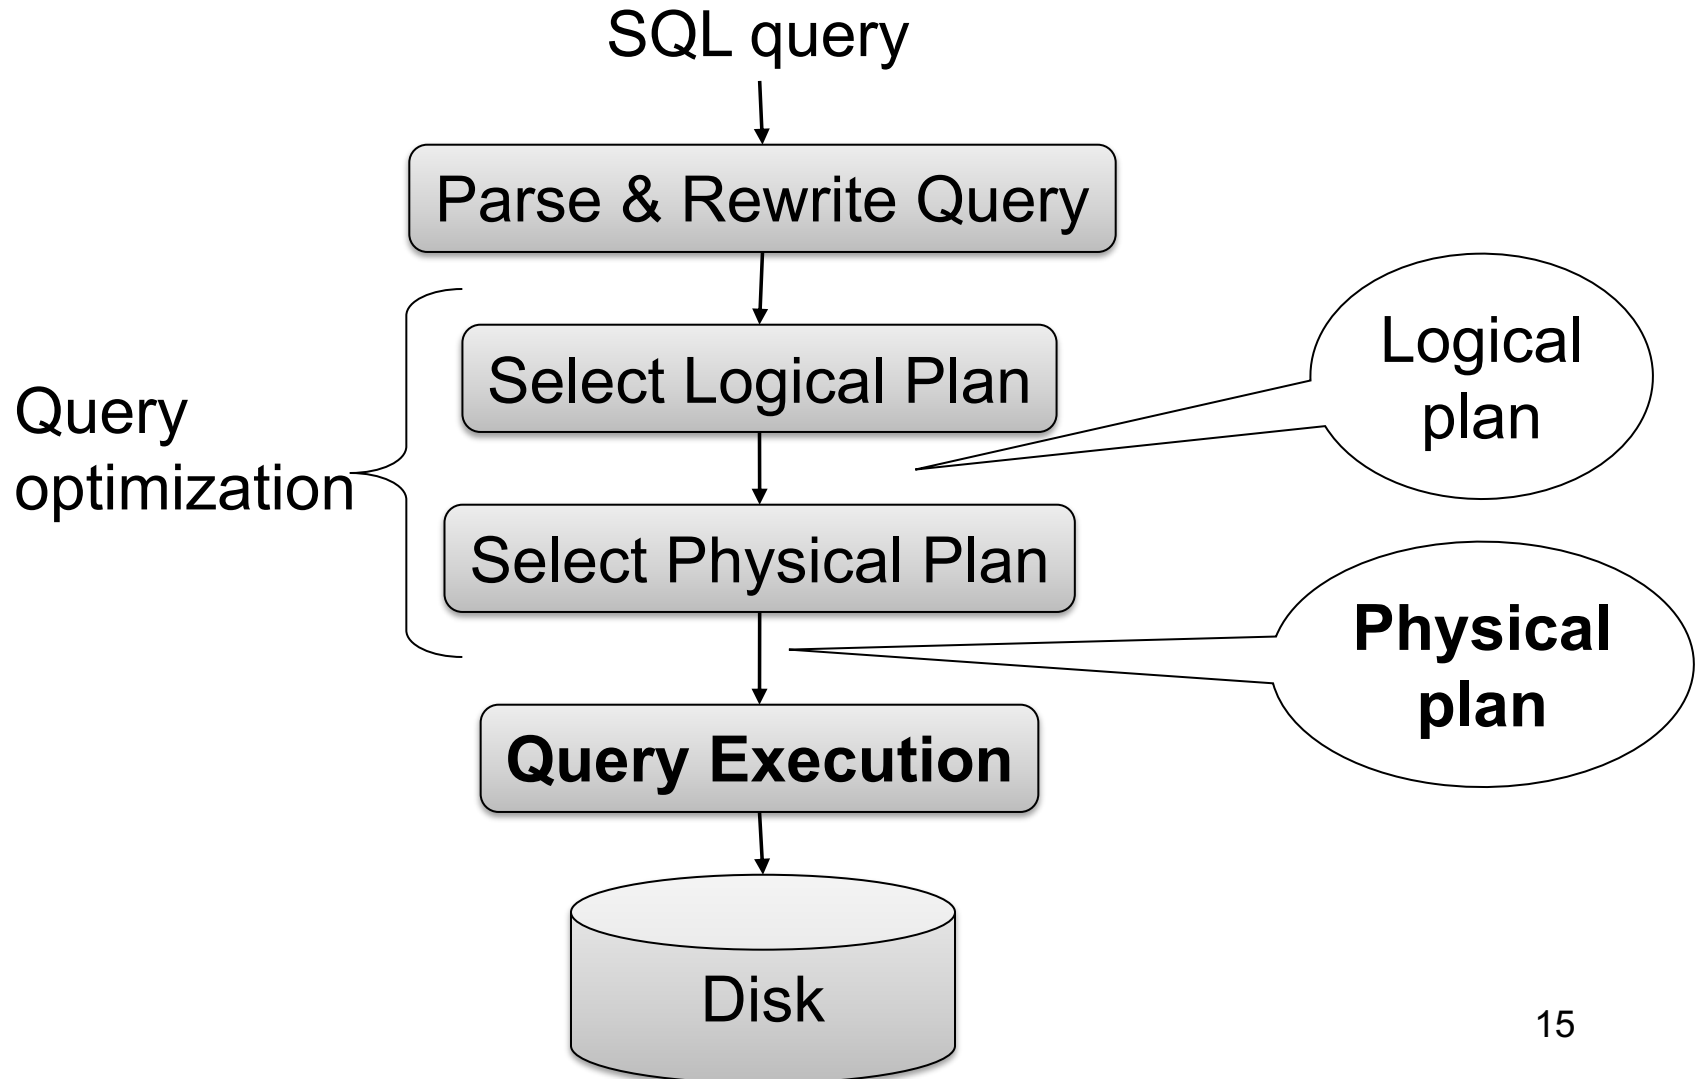 SQL query
Parse & Rewrite Query
Select Logical Plan
Logical
plan
Query
optimization
Select Physical Plan
Physical
plan
Query Execution
Disk
15